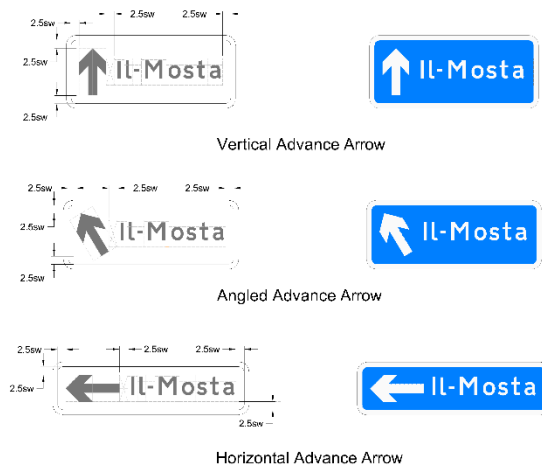 2.5sw 2.5sw 2.5sw
2.5sw Il-Mosta Il-Mosta
2.5sw
Vertical Advance Arrow
2.5sw 2.5sw 2.5sw
2.5sw Il-Mosta Il-Mosta
2.5sw
Angled Advance Arrow
2.5sw 2.5sw 2.5sw
2.5sw Il-Mosta Il-Mosta
2.5sw
Horizontal Advance Arrow